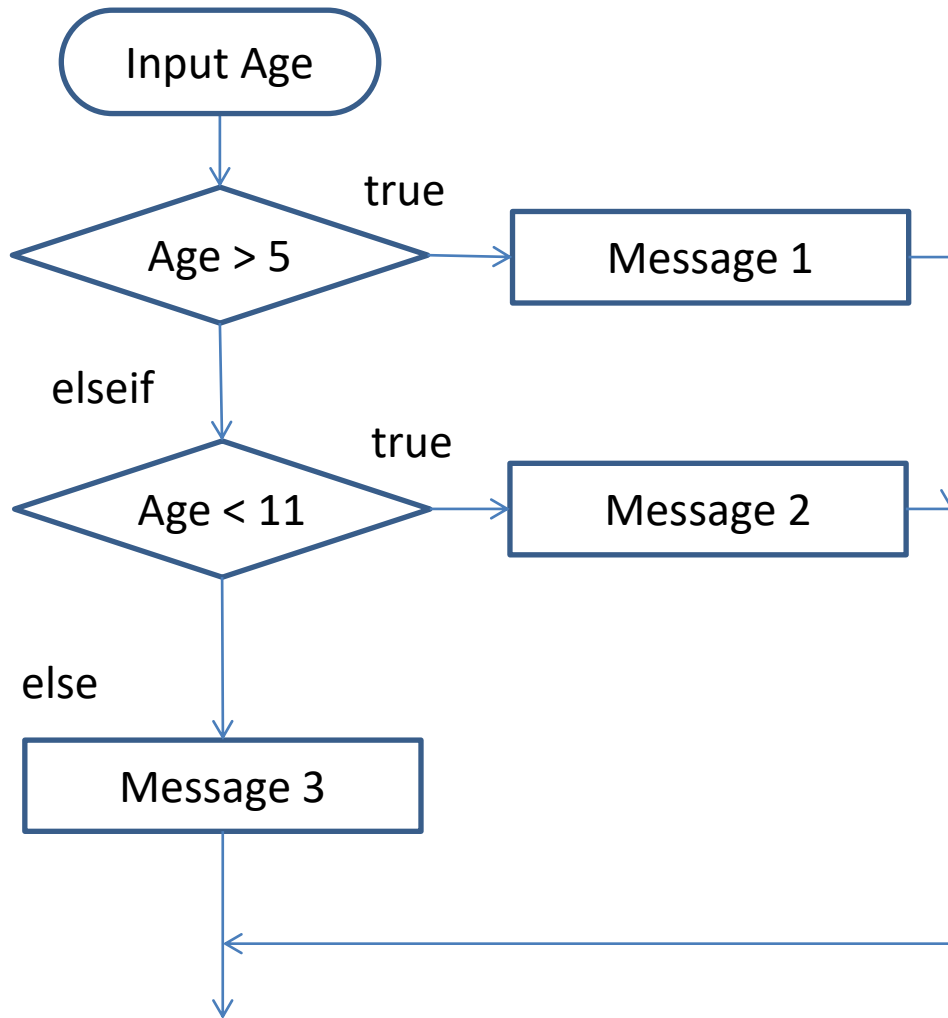 Input Age
true
Age > 5
Message 1
elseif
true
Age < 11
Message 2
else
Message 3